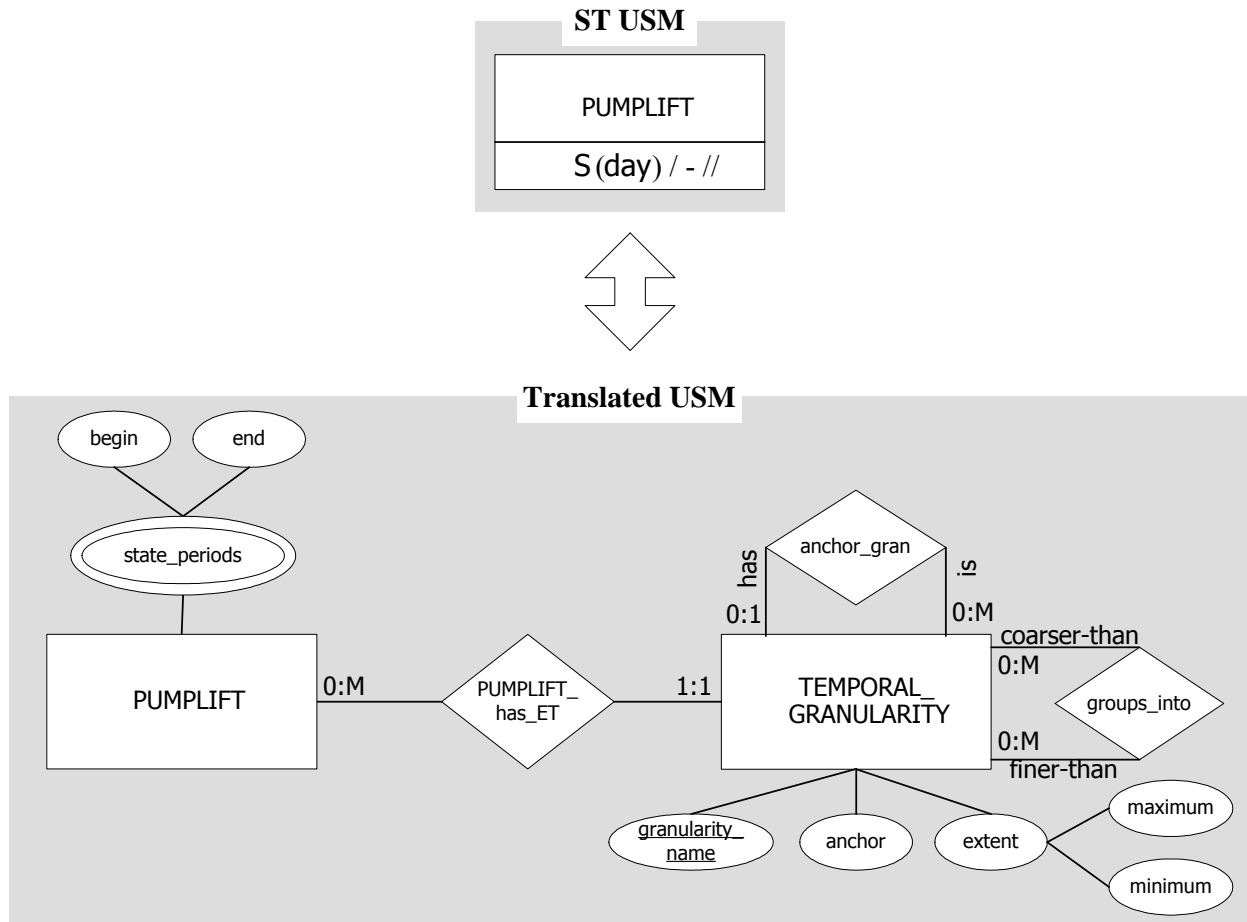 ST USM
PUMPLIFT
S (day) / - //
Translated USM
begin
end
state_periods
anchor_gran
has
is
0:1
0:M
coarser-than
0:M
PUMPLIFT
0:M
PUMPLIFT_
has_ET
1:1
TEMPORAL_
GRANULARITY
groups_into
0:M
finer-than
granularity_
name
anchor
extent
maximum
minimum